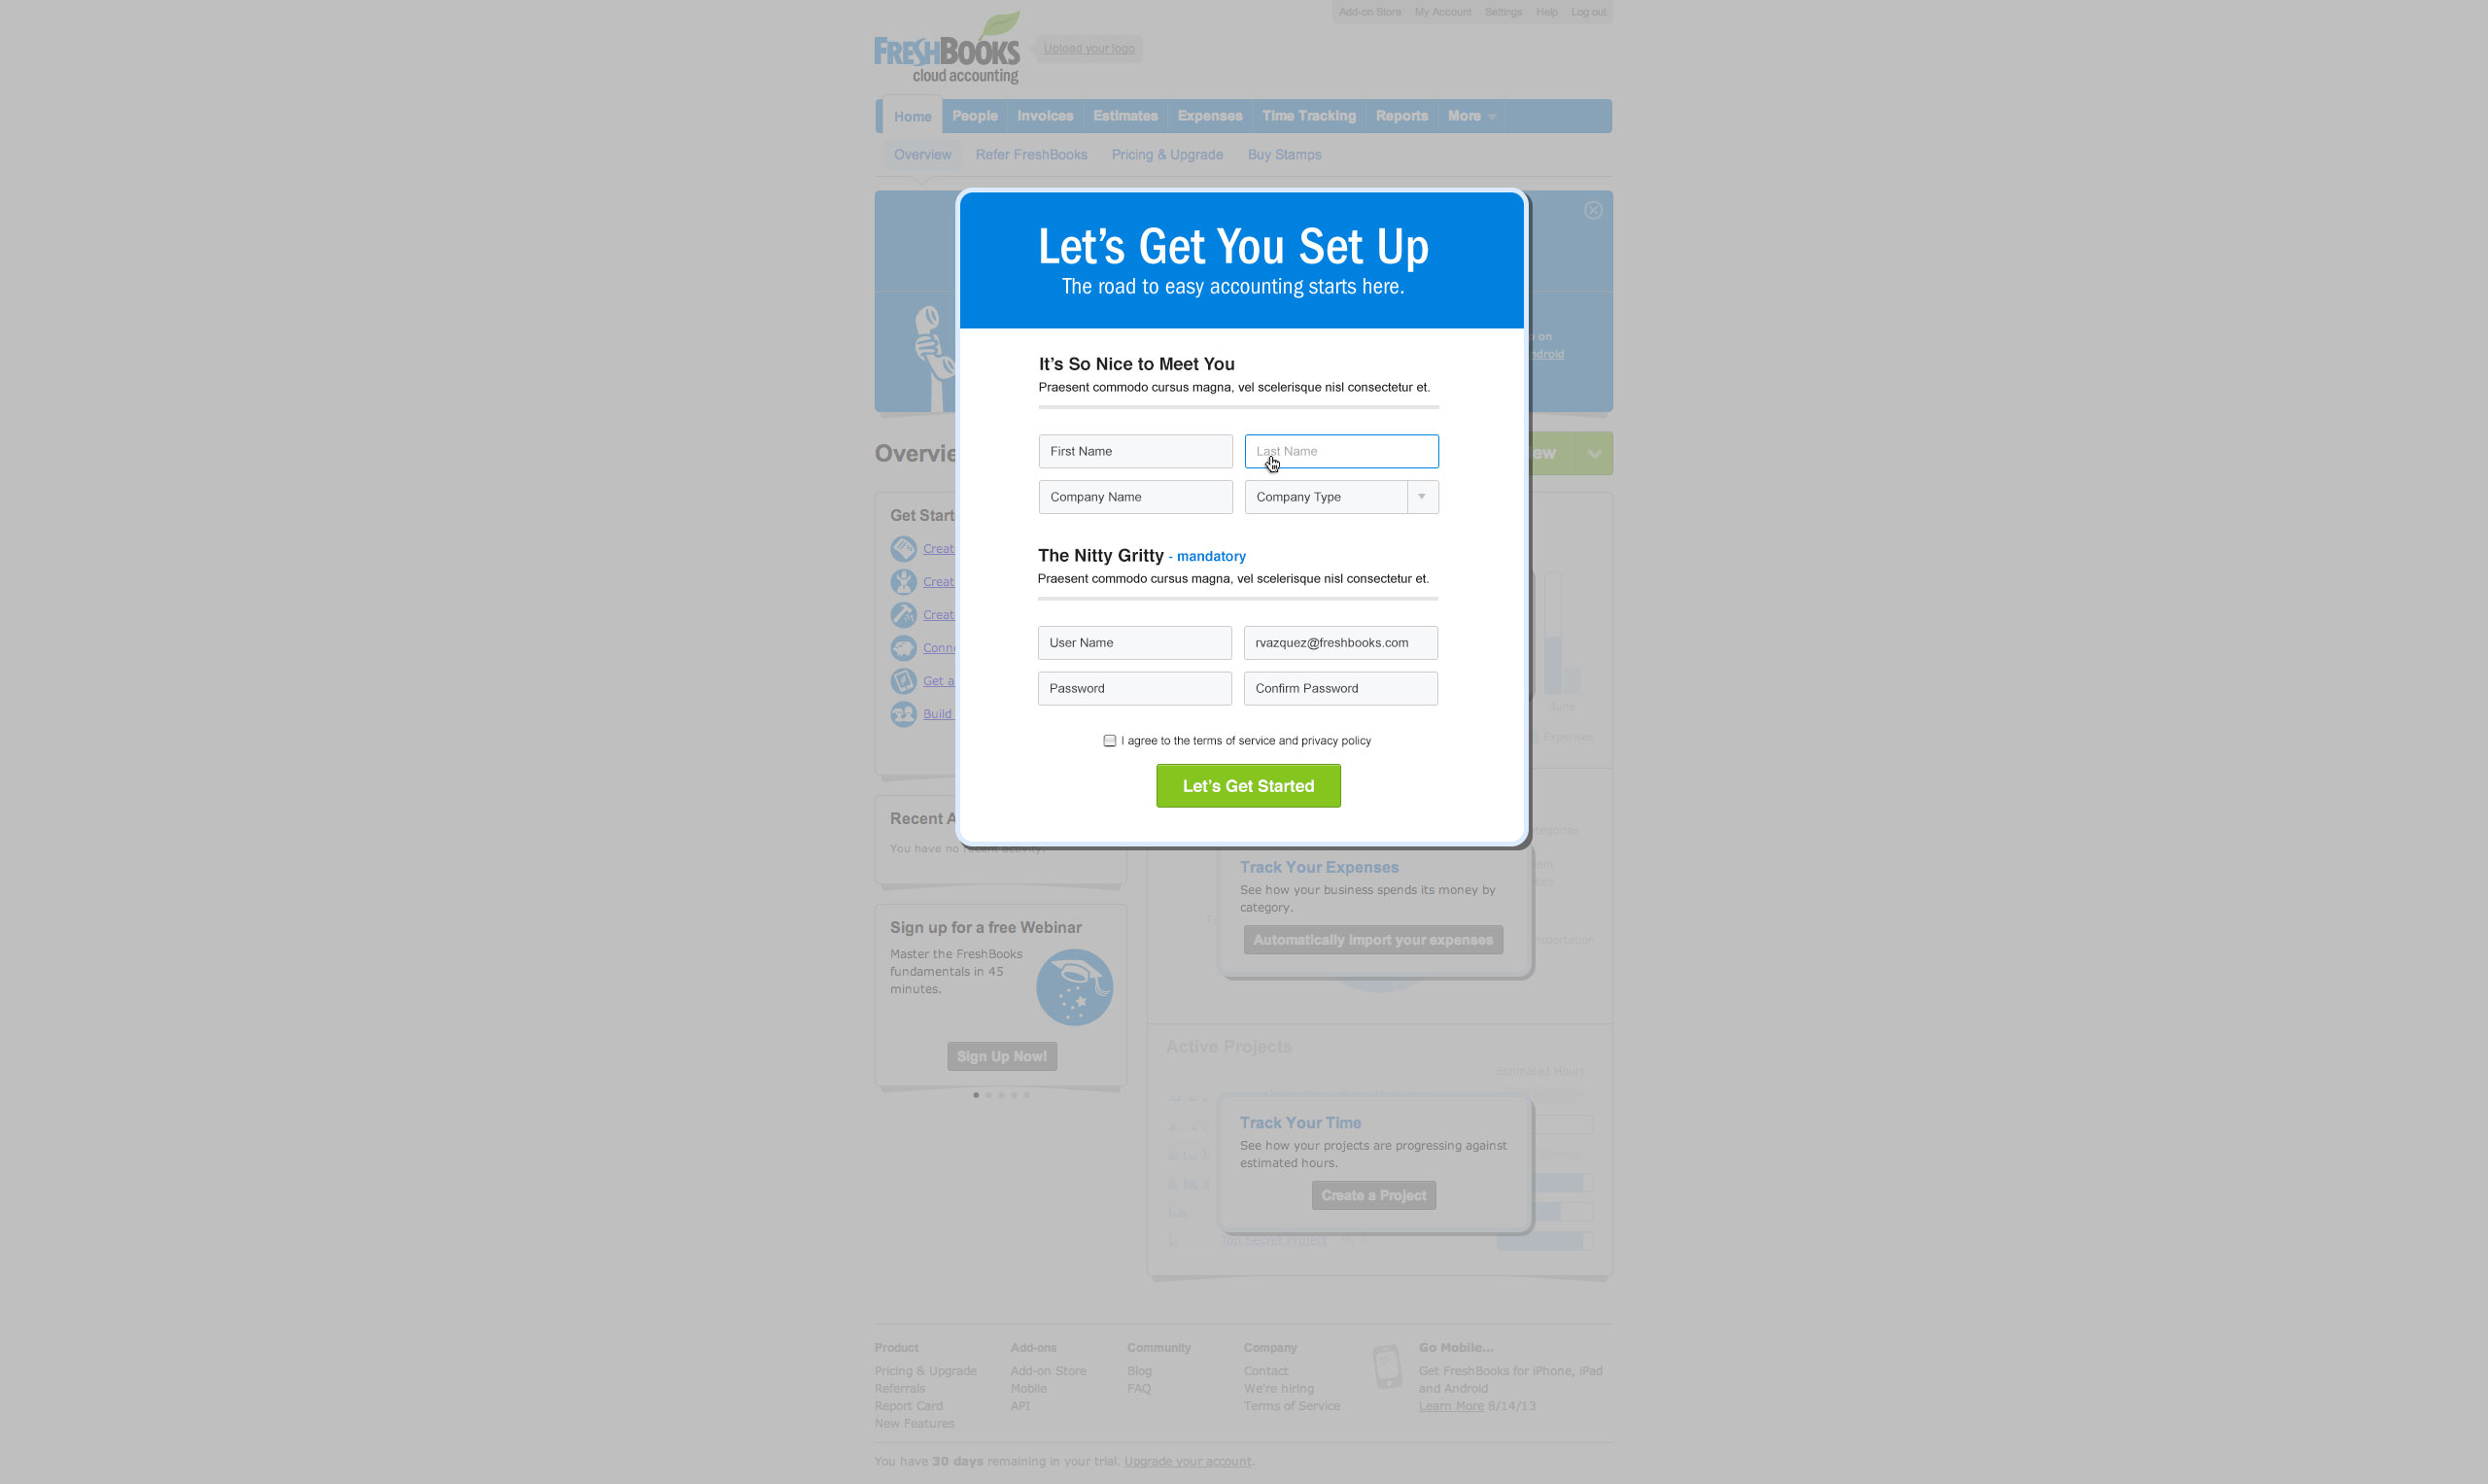 Add-on Store My Account Settings Help Log out
FRESHBOOKS
cloud accounting
Upload your logo
Home People Invoices Estimates Expenses Time Tracking Reports More
Overview Refer FreshBooks Pricing & Upgrade Buy Stamps
Let's Get You Set Up
The road to easy accounting starts here.
on
It's So Nice to Meet You
Praesent commodo cursus magna, vel scelerisque nisl consectetur et.
First Name Last Name
Company Name Company Type
The Nitty Gritty - mandatory
Praesent commodo cursus magna, vel scelerisque nisl consectetur et.
User Name rvazquez@freshbooks.com
Password Confirm Password
I agree to the terms of service and privacy policy
Let's Get Started
Get
Get a
Build
June
Expenses
Recent
You have no recent activity.
Track Your Expenses
See how your business spends its money by
category.
Automatically import your expenses
Sign up for a free Webinar
Master the FreshBooks
fundamentals in 45
minutes.
Sign Up Now!
Active Projects
Estimated Hours
Track Your Time
See how your projects are progressing against
estimated hours.
Create a Project
Top Secret Project
Product
Pricing & Upgrade
Referrals
Report Card
New Features
Add-ons
Add-on Store
Mobile
API
Community
Blog
FAQ
Company
Contact
We're hiring
Terms of Service
Go Mobile...
Get FreshBooks for iPhone, iPad
and Android
Learn More 8/14/13
You have 30 days remaining in your trial. Upgrade your account.